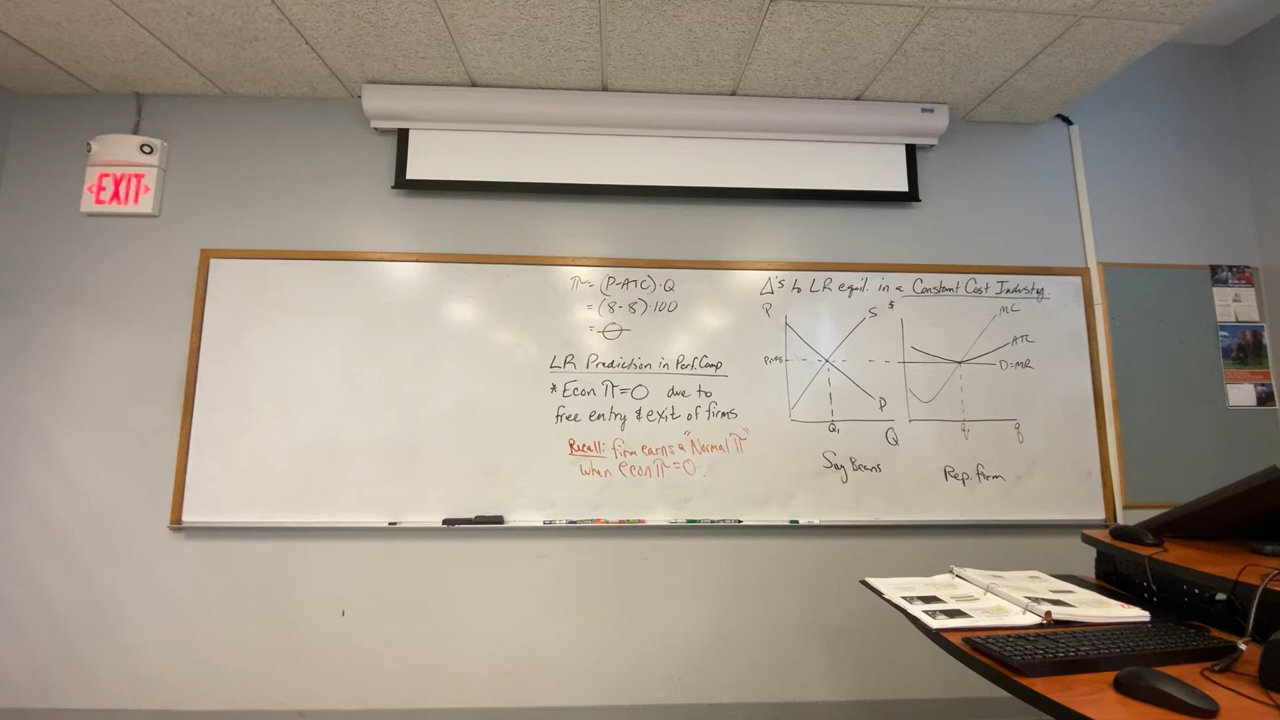 EXIT
π = (P-ATC)·Q
= (8-8)·100
= 0
LR Prediction in Perf. Comp
* Econ π=0 due to
free entry & exit of firms
Recall: firm earns a "Normal π"
when econ π=0.
Δ's to LR equil. in a Constant Cost Industry
P
S
D
Q₁
Q
Soy Beans
$
MC
ATC
D=MR
q₁
q
Rep. firm